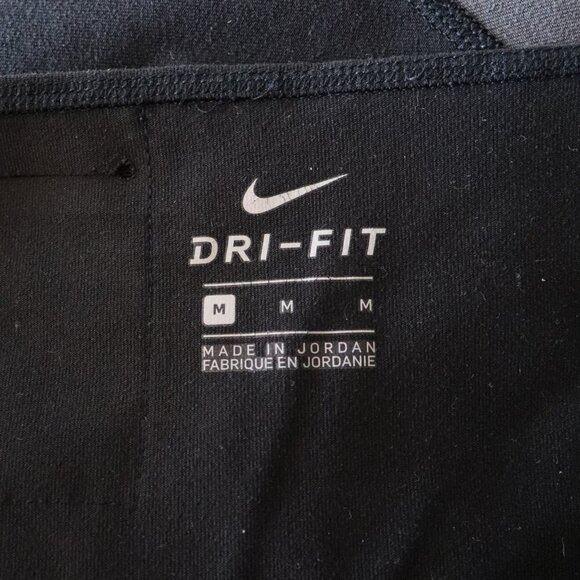 DRI-FIT
M M M
MADE IN JORDAN
FABRIQUE EN JORDANIE